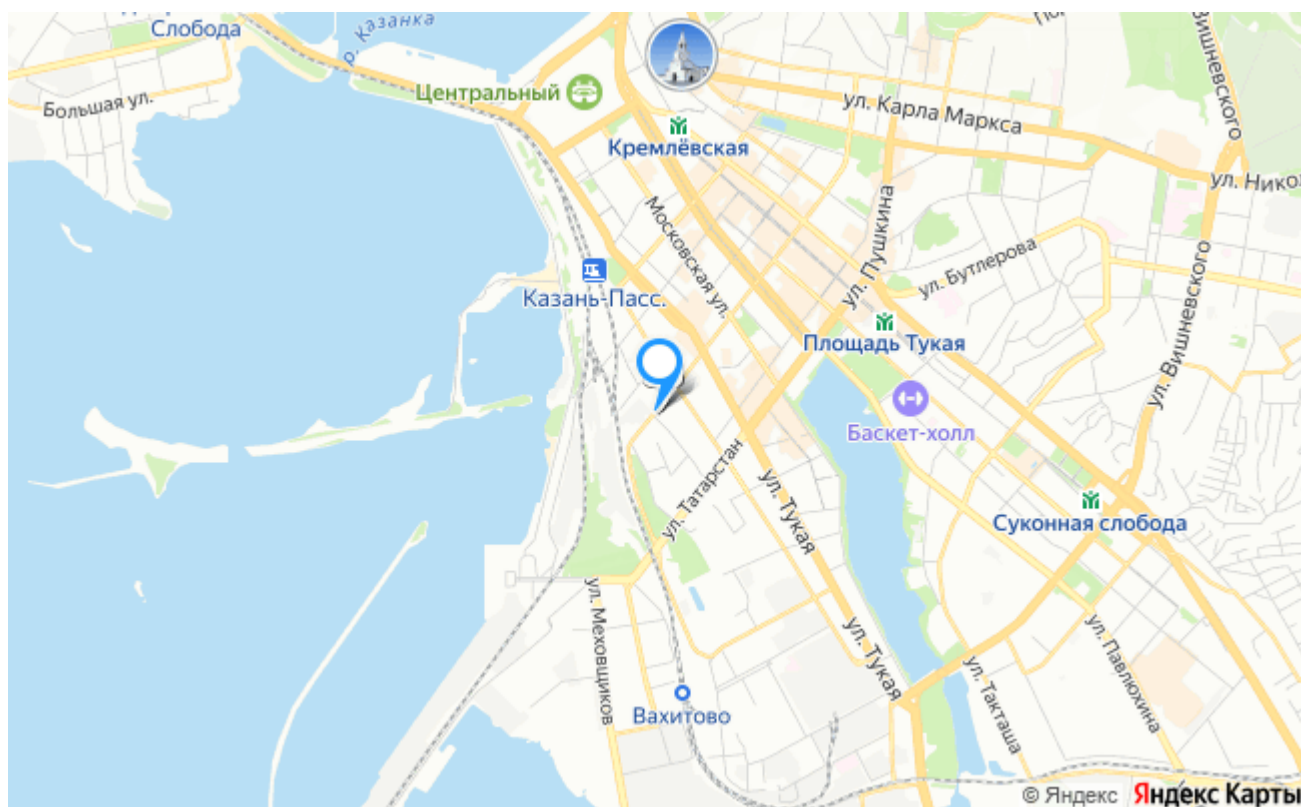 Слобода
р. Казанка
Большая ул.
Центральный
ул. Карла Маркса
Вишневского
Кремлёвская
ул. Никол
Московская ул.
ул. Пушкина
ул. Бутлерова
Казань-Пасс.
Площадь Тукая
ул. Вишневского
Баскет-холл
ул. Татарстан
ул. Тукая
Суконная слобода
ул. Меховщиков
ул. Тукая
ул. Павлюхина
ул. Такташа
Вахитово
© Яндекс Яндекс Карты